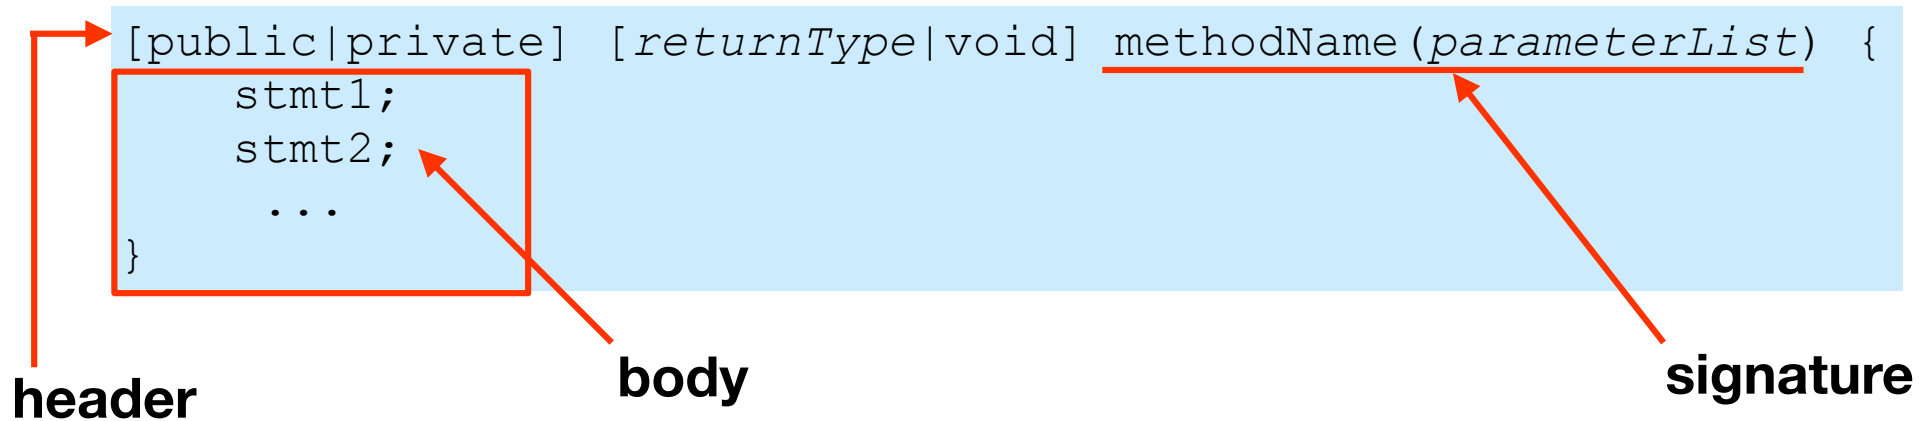 [public|private] [returnType|void] methodName(parameterList) {
stmt1;
stmt2;
...
}
header
body
signature